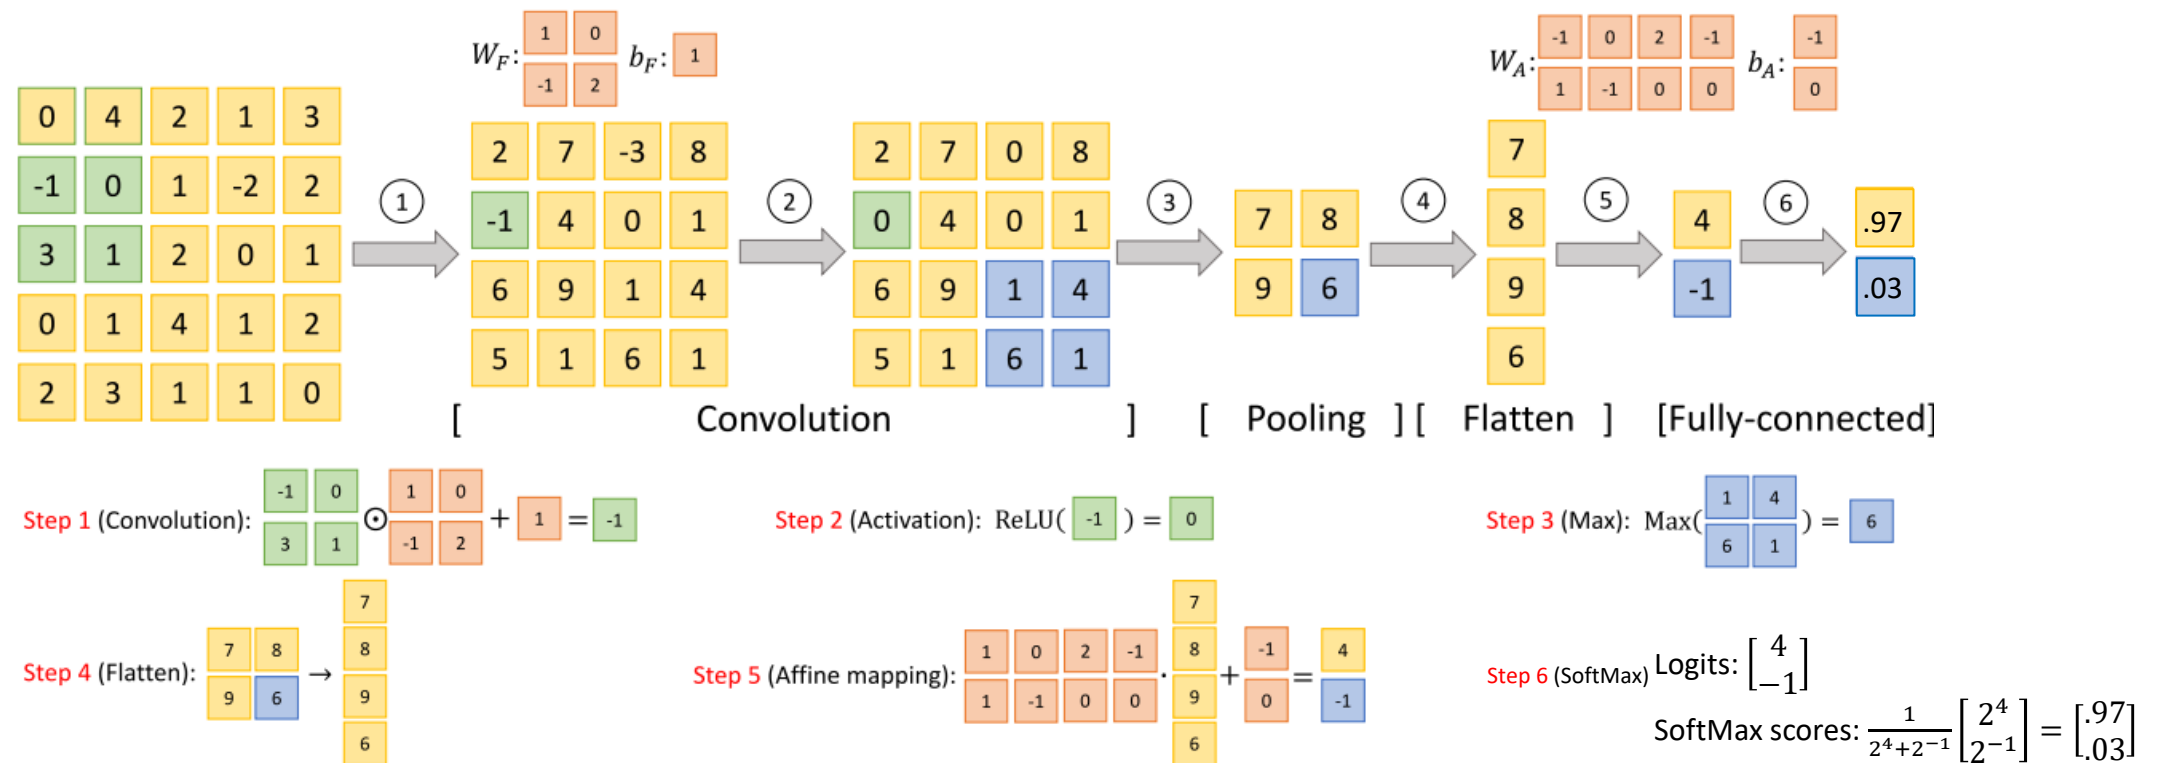 W_F: 1 0 b_F: 1
-1 2
W_A: -1 0 2 -1 b_A: -1
1 -1 0 0 0
0 4 2 1 3
-1 0 1 -2 2
3 1 2 0 1
0 1 4 1 2
2 3 1 1 0
1
2 7 -3 8
-1 4 0 1
6 9 1 4
5 1 6 1
2
2 7 0 8
0 4 0 1
6 9 1 4
5 1 6 1
3
7 8
9 6
4
7
8
9
6
5
4
-1
6
.97
.03
[ Convolution ] [ Pooling ] [ Flatten ] [Fully-connected]
Step 1 (Convolution): -1 0 ⊙ 1 0 + 1 = -1
3 1 -1 2
Step 2 (Activation): ReLU( -1 ) = 0
Step 3 (Max): Max( 1 4 ) = 6
6 1
Step 4 (Flatten): 7 8 → 7
9 6 8
9
6
Step 5 (Affine mapping): 1 0 2 -1 · 7 + -1 = 4
1 -1 0 0 8 0 -1
9
6
Step 6 (SoftMax) Logits: [4 -1]
SoftMax scores: 1/(2^4+2^-1) [2^4 2^-1] = [.97 .03]